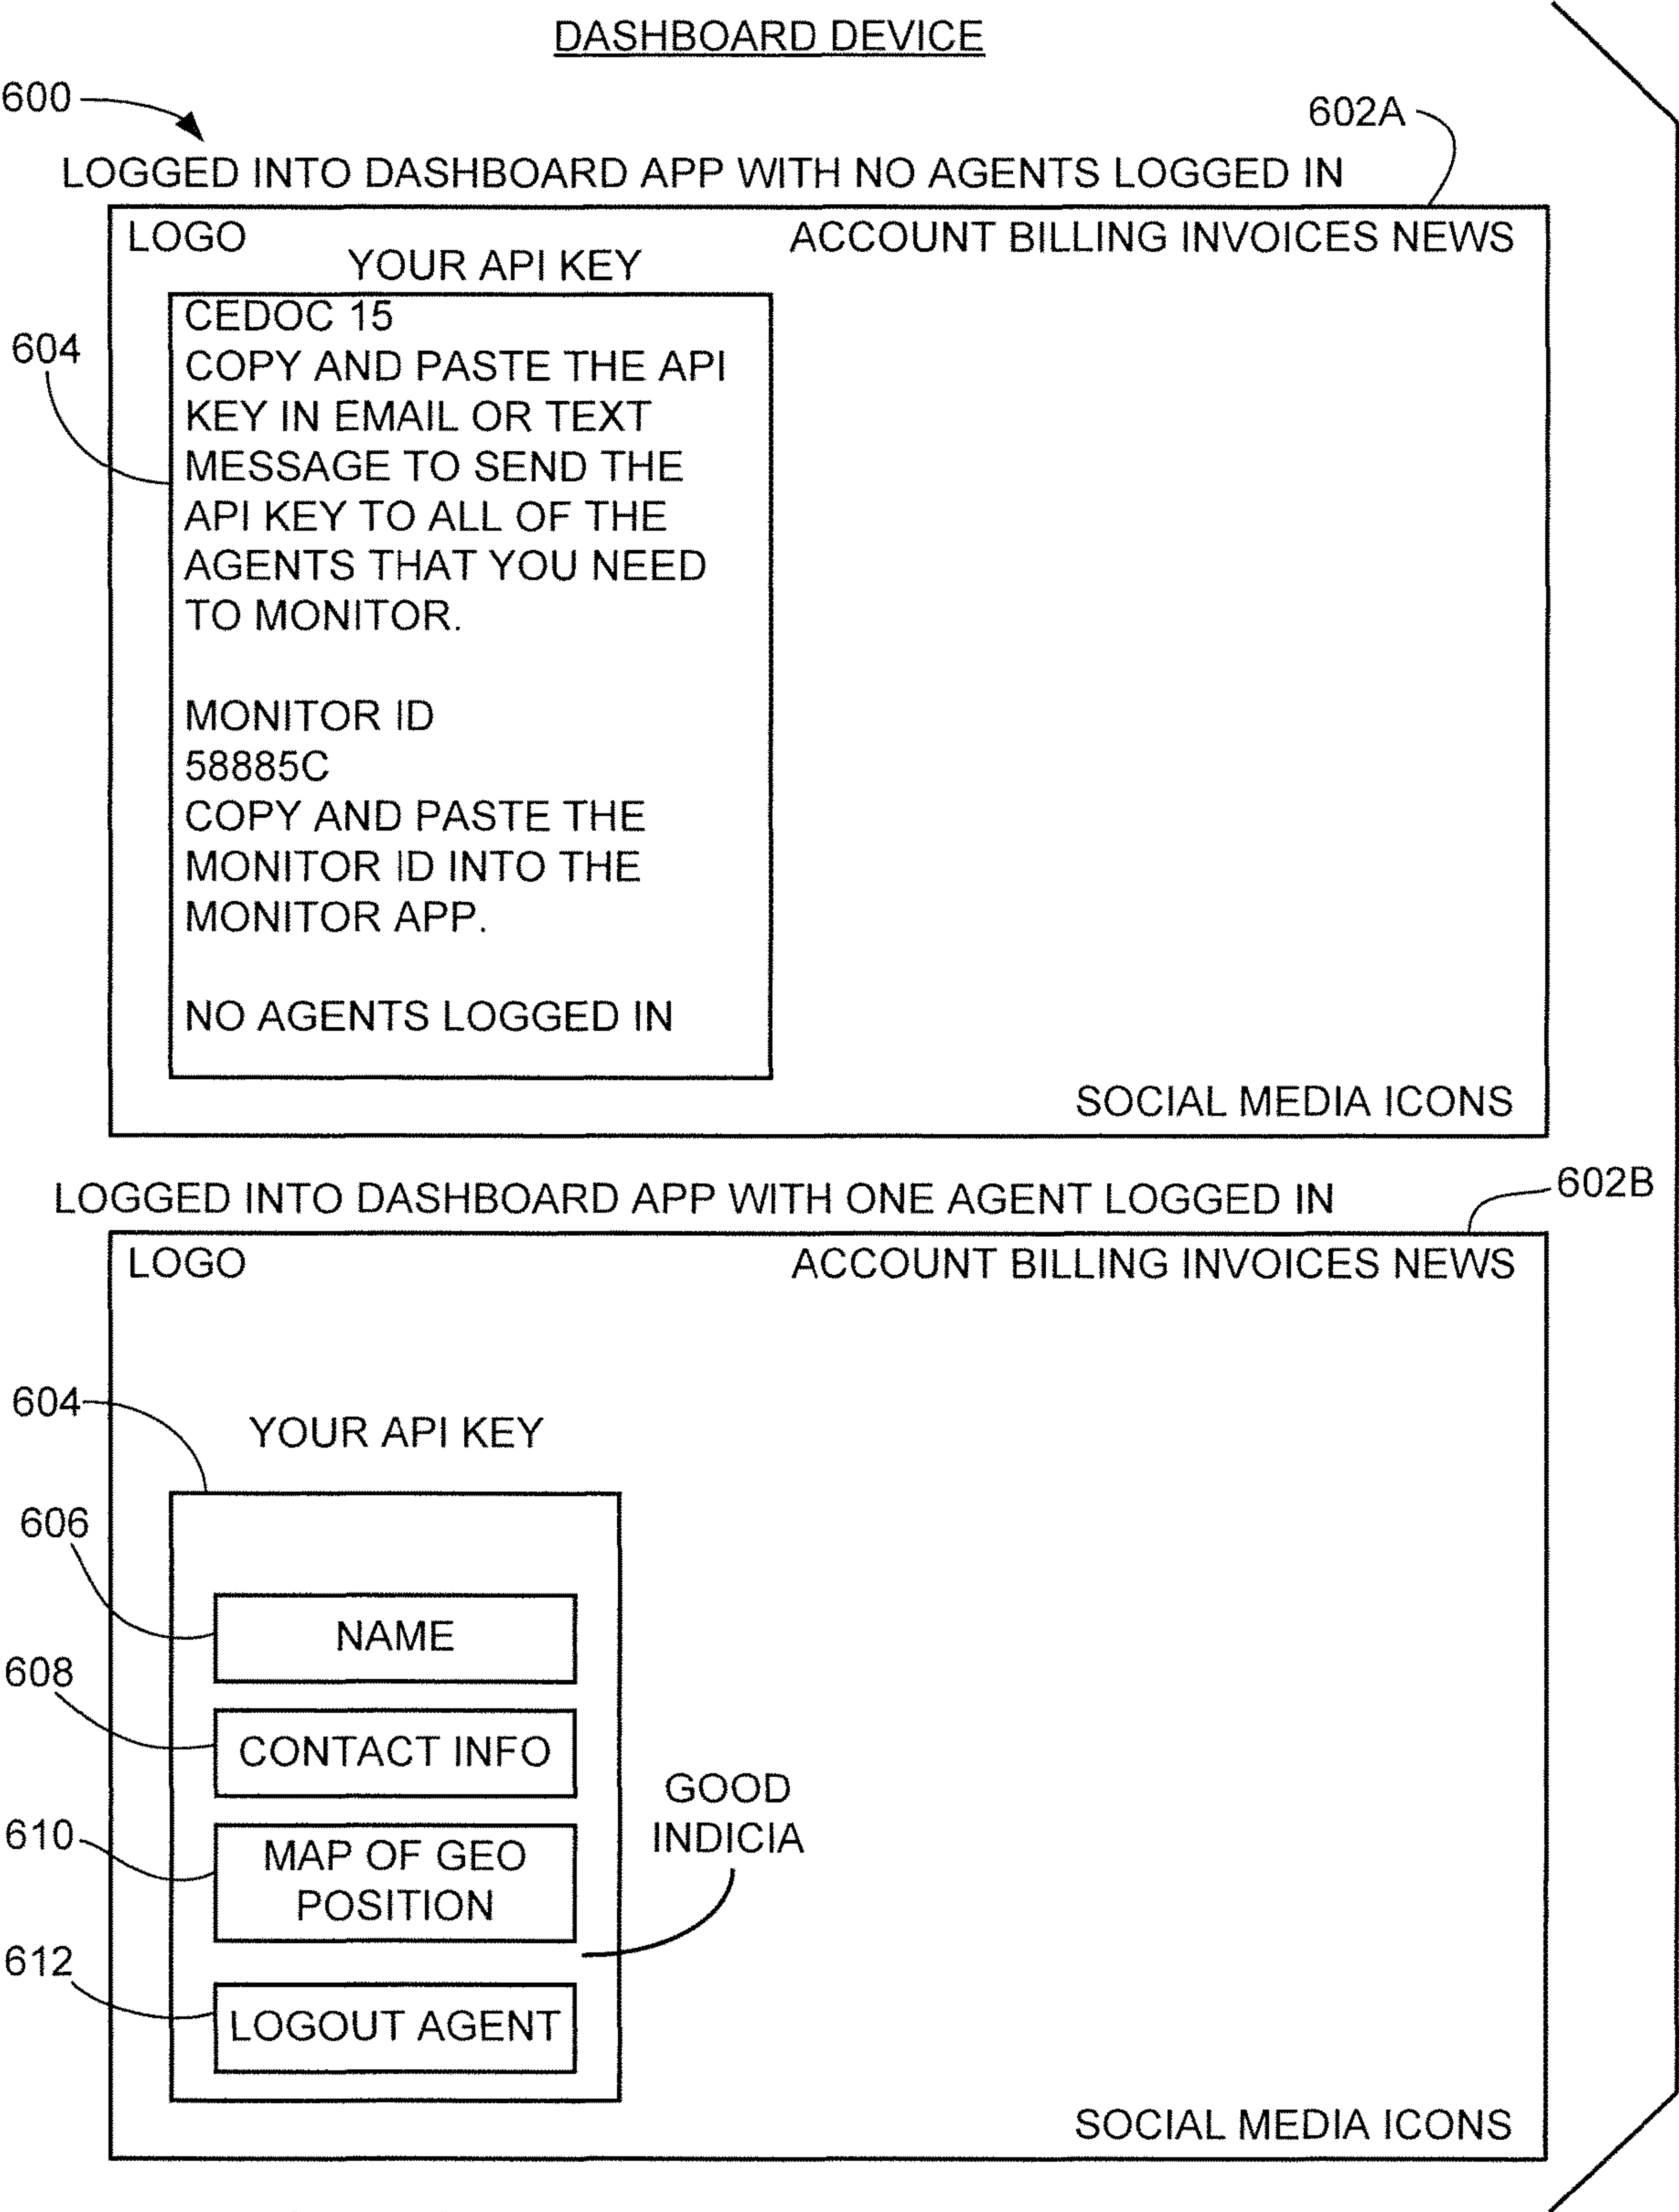 DASHBOARD DEVICE
600
602A
LOGGED INTO DASHBOARD APP WITH NO AGENTS LOGGED IN
LOGO
ACCOUNT BILLING INVOICES NEWS
YOUR API KEY
604
CEDOC 15
COPY AND PASTE THE API
KEY IN EMAIL OR TEXT
MESSAGE TO SEND THE
API KEY TO ALL OF THE
AGENTS THAT YOU NEED
TO MONITOR.
MONITOR ID
58885C
COPY AND PASTE THE
MONITOR ID INTO THE
MONITOR APP.
NO AGENTS LOGGED IN
SOCIAL MEDIA ICONS
LOGGED INTO DASHBOARD APP WITH ONE AGENT LOGGED IN
602B
LOGO
ACCOUNT BILLING INVOICES NEWS
604
YOUR API KEY
606
NAME
608
CONTACT INFO
GOOD
INDICIA
610
MAP OF GEO
POSITION
612
LOGOUT AGENT
SOCIAL MEDIA ICONS